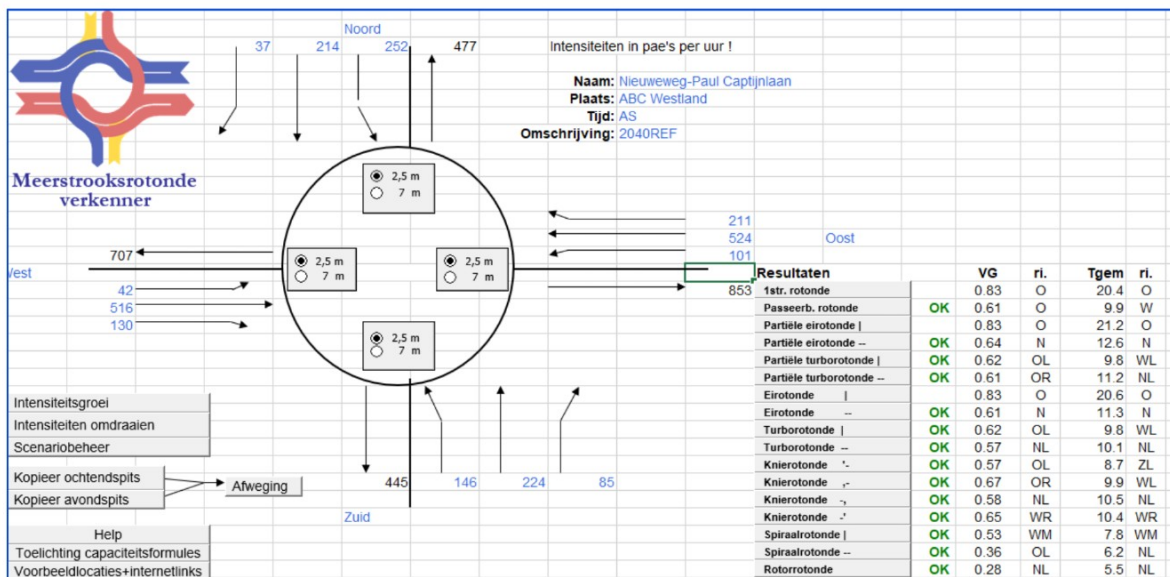 Noord
37 214 252 477 Intensiteiten in pae's per uur !
Naam: Nieuweweg-Paul Captijnlaan
Plaats: ABC Westland
Tijd: AS
Omschrijving: 2040REF
Meerstrooksrotonde
verkenner
2,5 m
7 m
211
524 Oost
101
707
2,5 m
7 m
2,5 m
7 m
West
42
516
130
853
Resultaten VG ri. Tgem ri.
1str. rotonde 0.83 O 20.4 O
Passeerb. rotonde OK 0.61 O 9.9 W
Partiële eirotonde | 0.83 O 21.2 O
Partiële eirotonde -- OK 0.64 N 12.6 N
Partiële turborotonde | OK 0.62 OL 9.8 WL
Partiële turborotonde -- OK 0.61 OR 11.2 NL
Eirotonde | 0.83 O 20.6 O
Eirotonde -- OK 0.61 N 11.3 N
Turborotonde | OK 0.62 OL 9.8 WL
Turborotonde -- OK 0.57 NL 10.1 NL
Knierotonde '- OK 0.57 OL 8.7 ZL
Knierotonde ,- OK 0.67 OR 9.9 WL
Knierotonde -, OK 0.58 NL 10.5 NL
Knierotonde -' OK 0.65 WR 10.4 WR
Spiraalrotonde | OK 0.53 WM 7.8 WM
Spiraalrotonde -- OK 0.36 OL 6.2 NL
Rotorrotonde OK 0.28 NL 5.5 NL
2,5 m
7 m
Intensiteitsgroei
Intensiteiten omdraaien
Scenariobeheer
Kopieer ochtendspits
Kopieer avondspits
Afweging
445 146 224 85
Zuid
Help
Toelichting capaciteitsformules
Voorbeeldlocaties+internetlinks